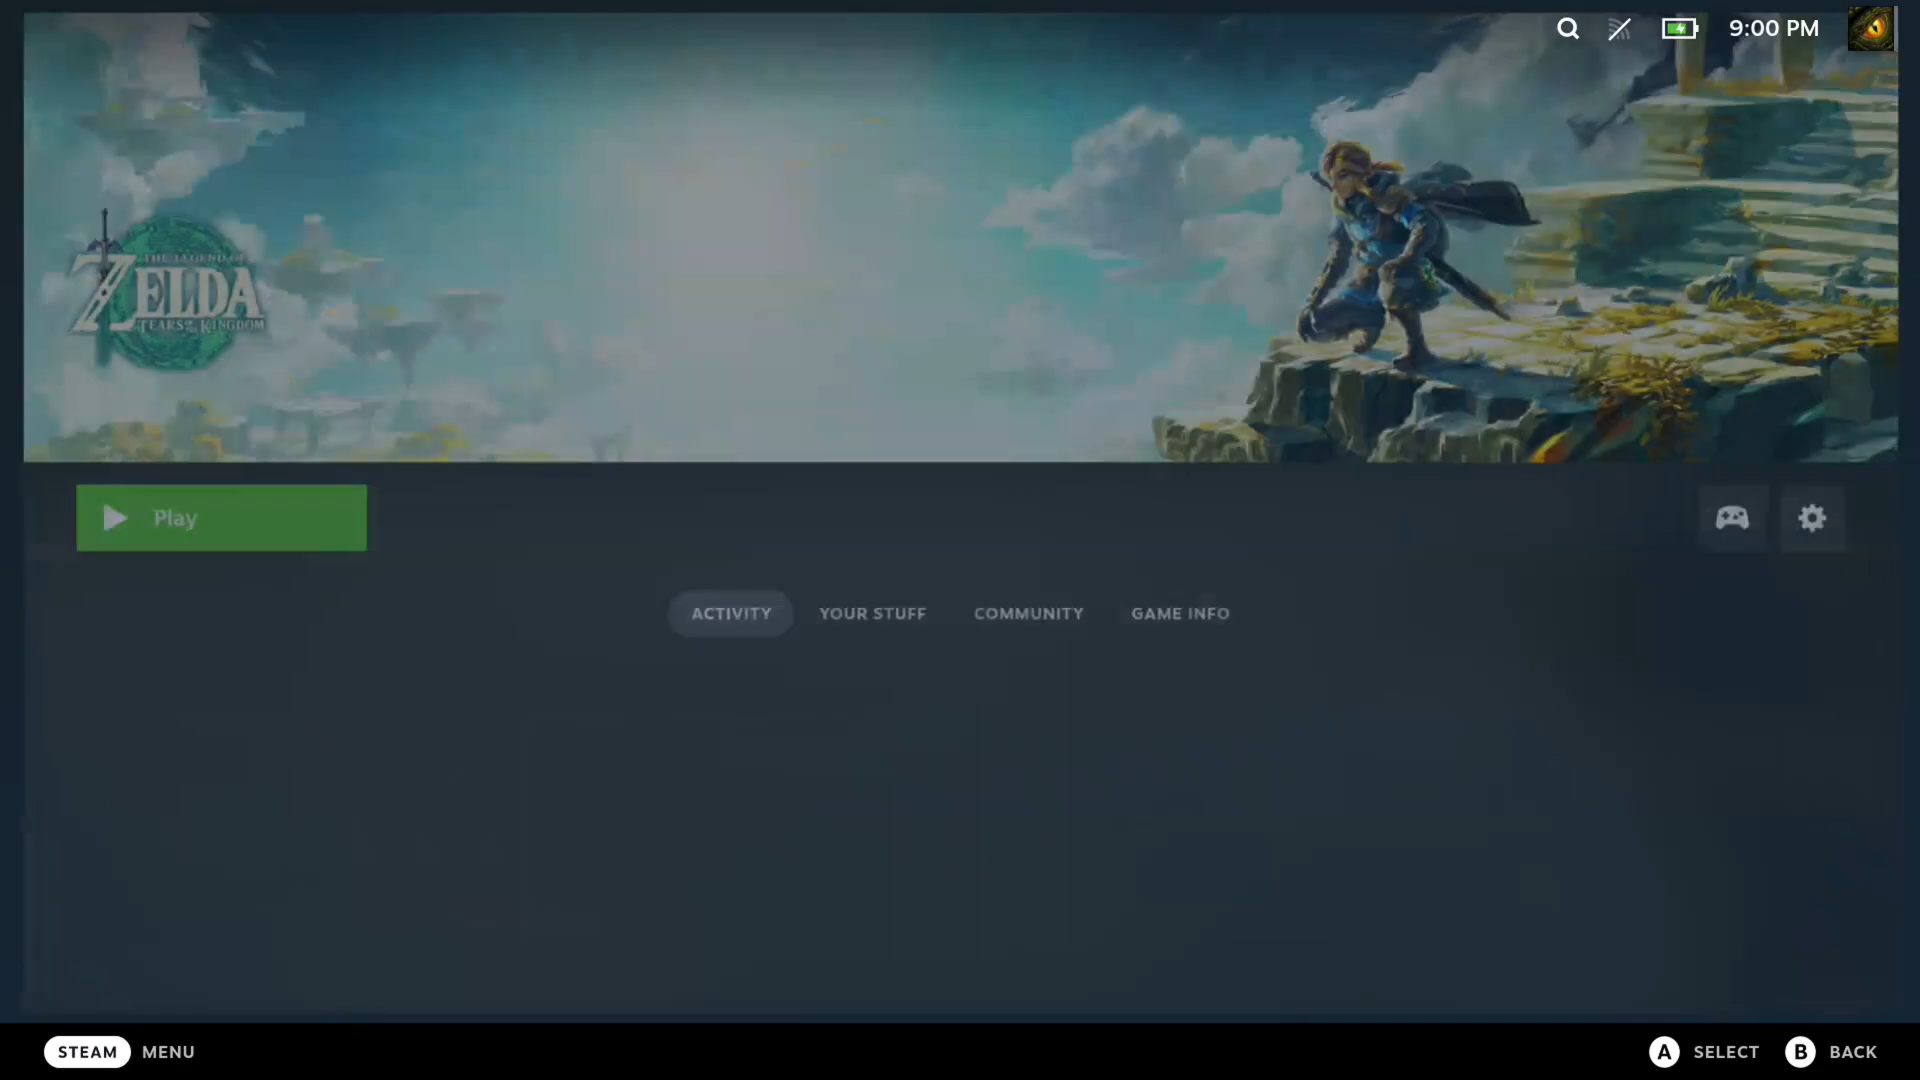 9:00 PM
THE LEGEND OF
ZELDA
TEARS OF THE KINGDOM
Play
ACTIVITY
YOUR STUFF
COMMUNITY
GAME INFO
STEAM MENU
A SELECT B BACK